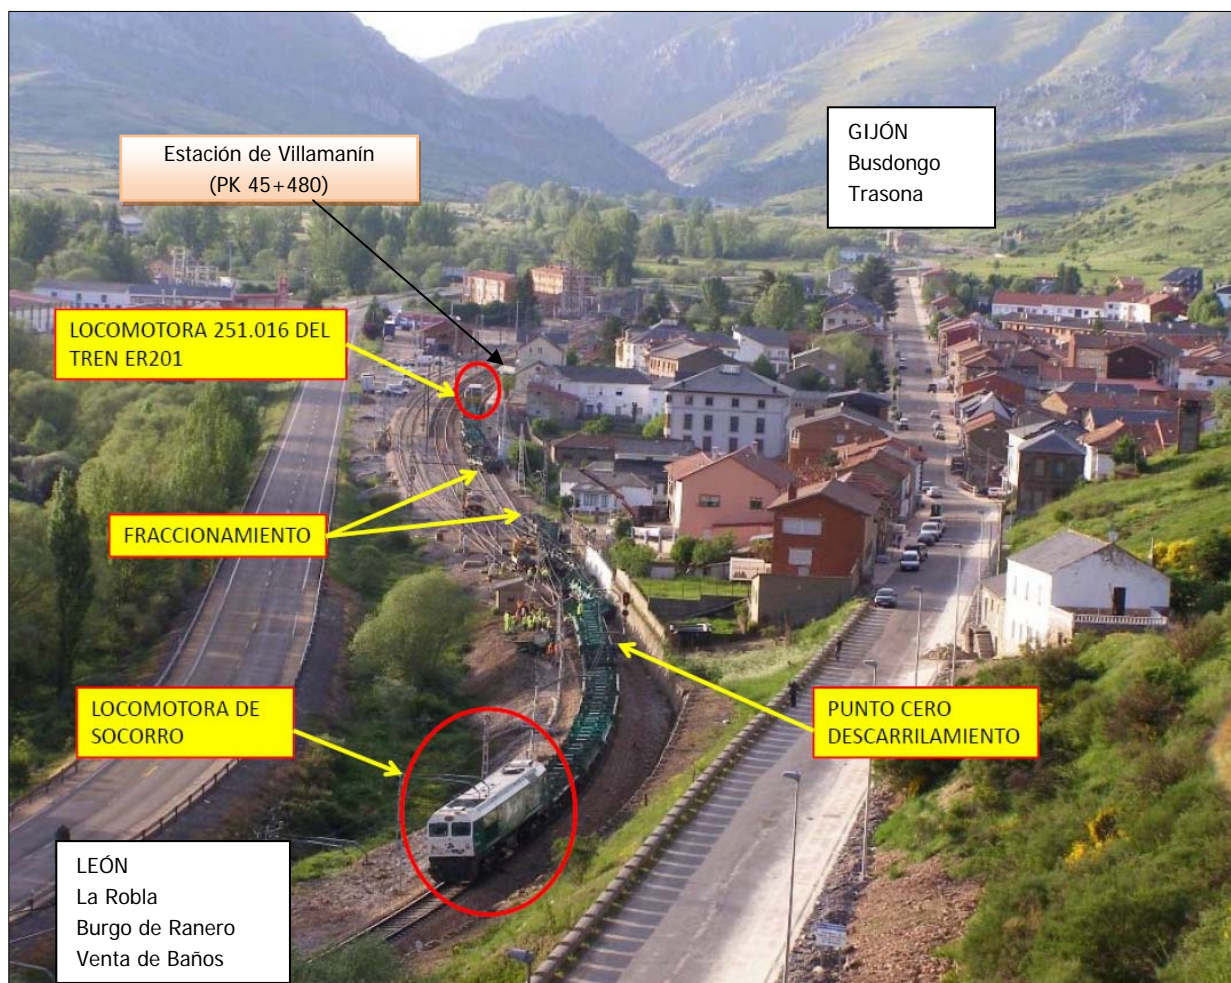 GIJÓN
Busdongo
Trasona
Estación de Villamanín
(PK 45+480)
LOCOMOTORA 251.016 DEL
TREN ER201
FRACCIONAMIENTO
LOCOMOTORA DE
SOCORRO
PUNTO CERO
DESCARRILAMIENTO
LEÓN
La Robla
Burgo de Ranero
Venta de Baños